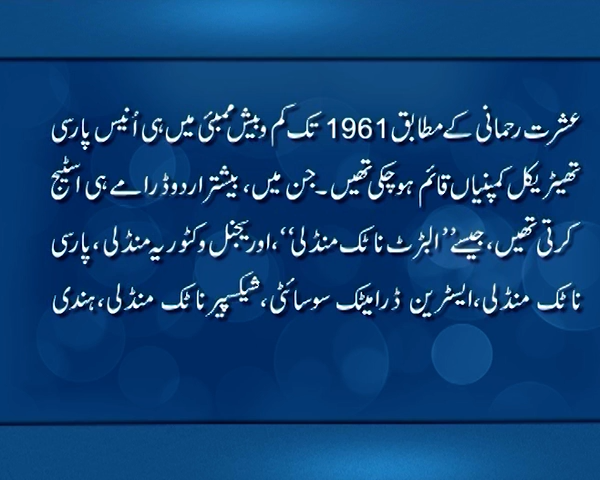 عشرت رحمانی کے مطابق 1961 تک کم و بیش ممبئی میں ہی اُنیس پارسی
تھیٹریکل کمپنیاں قائم ہوچکی تھیں۔ جن میں، بیشتر اردو ڈرامے ہی اسٹیج
کرتی تھیں، جیسے ’’البرٹ ناٹک منڈلی‘‘، اوریجنل وکٹوریہ منڈلی، پارسی
ناٹک منڈلی، ایسٹرین ڈرامیٹک سوسائٹی، شیکسپیر ناٹک منڈلی، ہندی